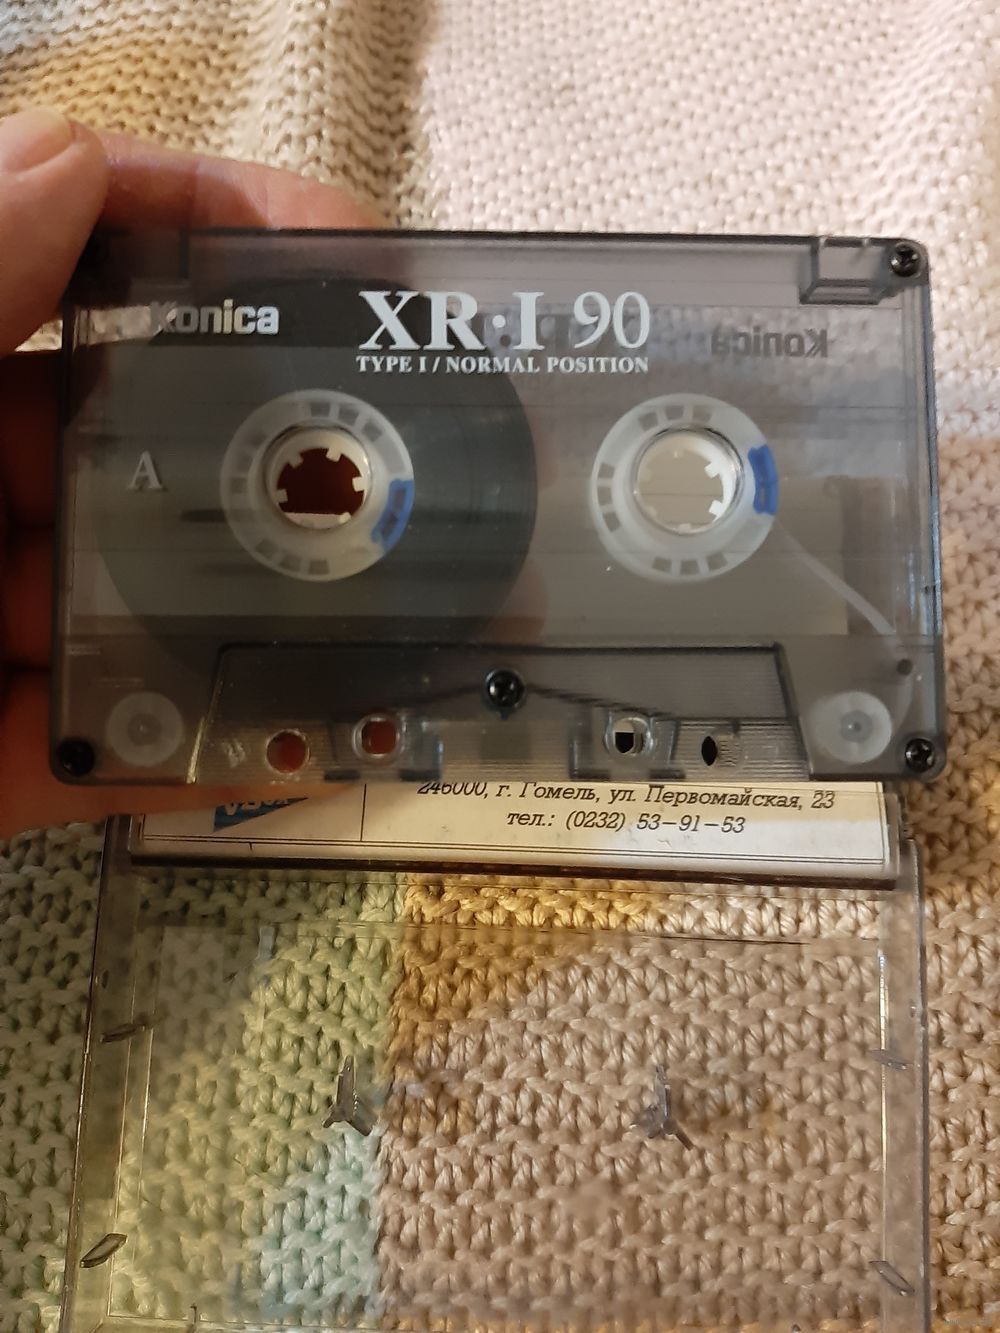 Konica
XR·I 90
Konica
TYPE I / NORMAL POSITION
A
246000, г. Гомель, ул. Первомайская, 23
тел.: (0232) 53-91-53